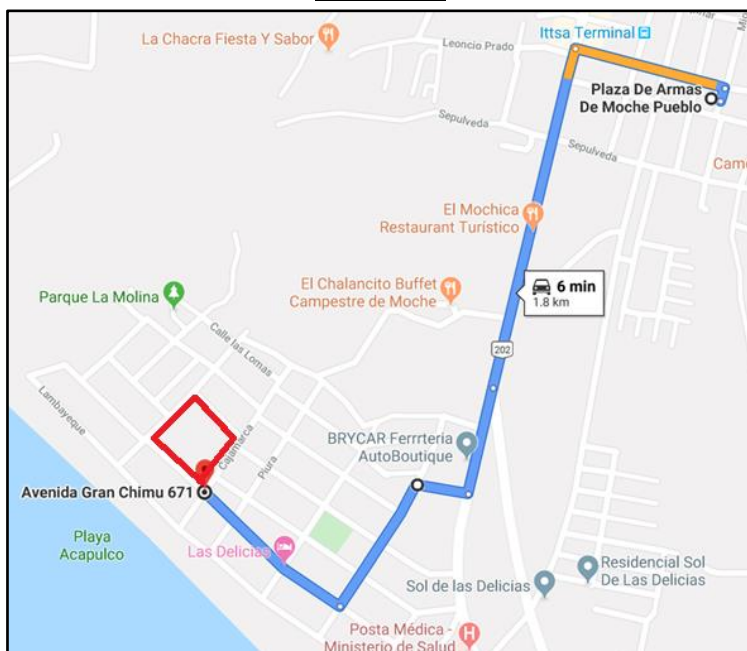 Ittsa Terminal
La Chacra Fiesta Y Sabor
Leoncio Prado
Plaza De Armas
De Moche Pueblo
Sepulveda
Sepulveda
Came
El Mochica
Restaurant Turístico
El Chalancito Buffet
Campestre de Moche
6 min
1.8 km
Parque La Molina
Calle las Lomas
202
Lambayeque
BRYCAR Ferrrteria
AutoBoutique
Cajamarca
Piura
Avenida Gran Chimu 671
Playa
Acapulco
Las Delicias
Residencial Sol
De Las Delicias
Sol de las Delicias
Posta Médica -
Ministerio de Salud